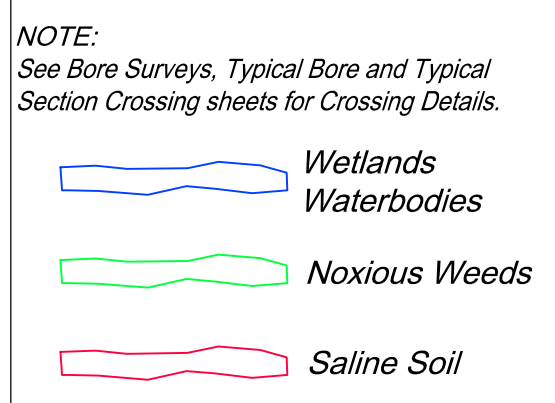 NOTE:
See Bore Surveys, Typical Bore and Typical
Section Crossing sheets for Crossing Details.
Wetlands
Waterbodies
Noxious Weeds
Saline Soil